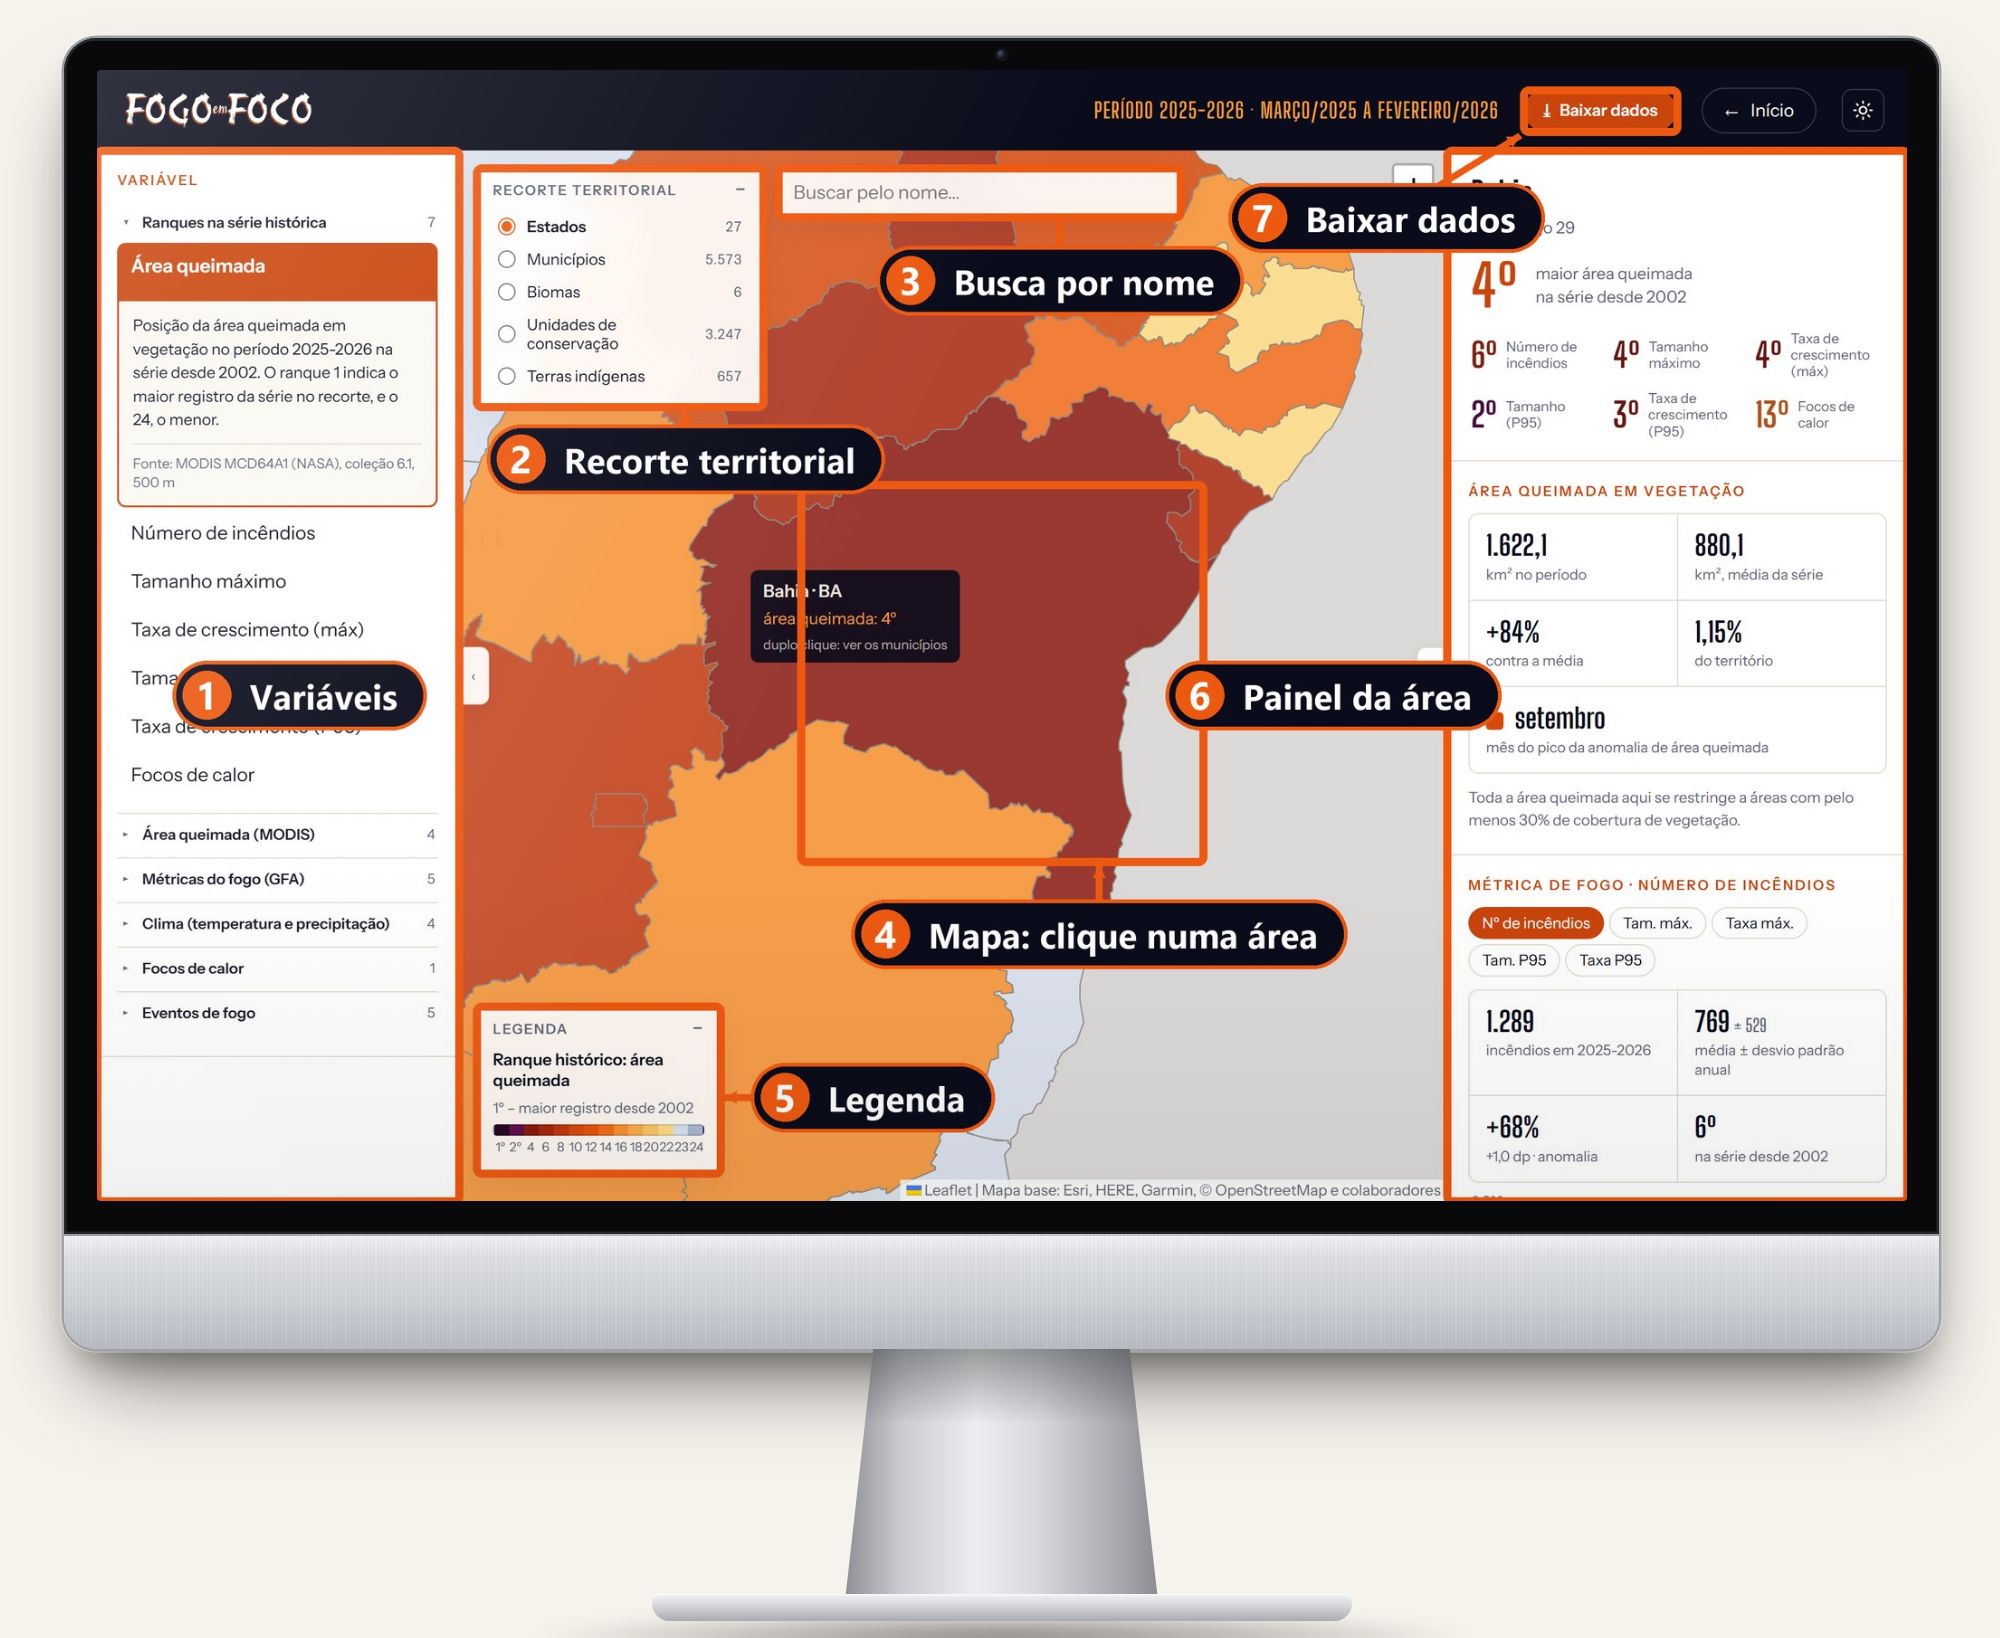 FOGO em FOCO
PERÍODO 2025-2026 · MARÇO/2025 A FEVEREIRO/2026
Baixar dados
← Início
VARIÁVEL
Ranques na série histórica 7
Área queimada
Posição da área queimada em
vegetação no período 2025-2026 na
série desde 2002. O ranque 1 indica o
maior registro da série no recorte, e o
24, o menor.
Fonte: MODIS MCD64A1 (NASA), coleção 6.1,
500 m
Número de incêndios
Tamanho máximo
Taxa de crescimento (máx)
1 Variáveis
Focos de calor
Área queimada (MODIS) 4
Métricas do fogo (GFA) 5
Clima (temperatura e precipitação) 4
Focos de calor 1
Eventos de fogo 5
RECORTE TERRITORIAL −
Estados 27
Municípios 5.573
Biomas 6
Unidades de
conservação 3.247
Terras indígenas 657
2 Recorte territorial
Buscar pelo nome...
3 Busca por nome
Bahia · BA
área queimada: 4º
duplo clique: ver os municípios
4 Mapa: clique numa área
LEGENDA −
Ranque histórico: área
queimada
1º – maior registro desde 2002
1º 2º 4 6 8 10 12 14 16 18 20 22 23 24
5 Legenda
Leaflet | Mapa base: Esri, HERE, Garmin, © OpenStreetMap e colaboradores
7 Baixar dados
29
4º maior área queimada
na série desde 2002
6º Número de
incêndios
4º Tamanho
máximo
4º Taxa de
crescimento
(máx)
2º Tamanho
(P95)
3º Taxa de
crescimento
(P95)
13º Focos de
calor
ÁREA QUEIMADA EM VEGETAÇÃO
1.622,1
km² no período
880,1
km², média da série
+84%
contra a média
1,15%
do território
6 Painel da área
setembro
mês do pico da anomalia de área queimada
Toda a área queimada aqui se restringe a áreas com pelo
menos 30% de cobertura de vegetação.
MÉTRICA DE FOGO · NÚMERO DE INCÊNDIOS
Nº de incêndios Tam. máx. Taxa máx.
Tam. P95 Taxa P95
1.289
incêndios em 2025-2026
769 ± 529
média ± desvio padrão
anual
+68%
+1,0 dp · anomalia
6º
na série desde 2002